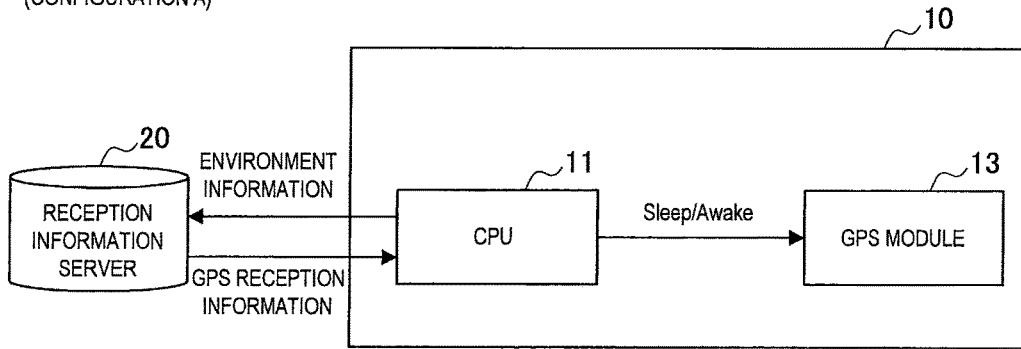 (CONFIGURATION A)
10
20
ENVIRONMENT
INFORMATION
11
13
RECEPTION
INFORMATION
SERVER
CPU
Sleep/Awake
GPS MODULE
GPS RECEPTION
INFORMATION